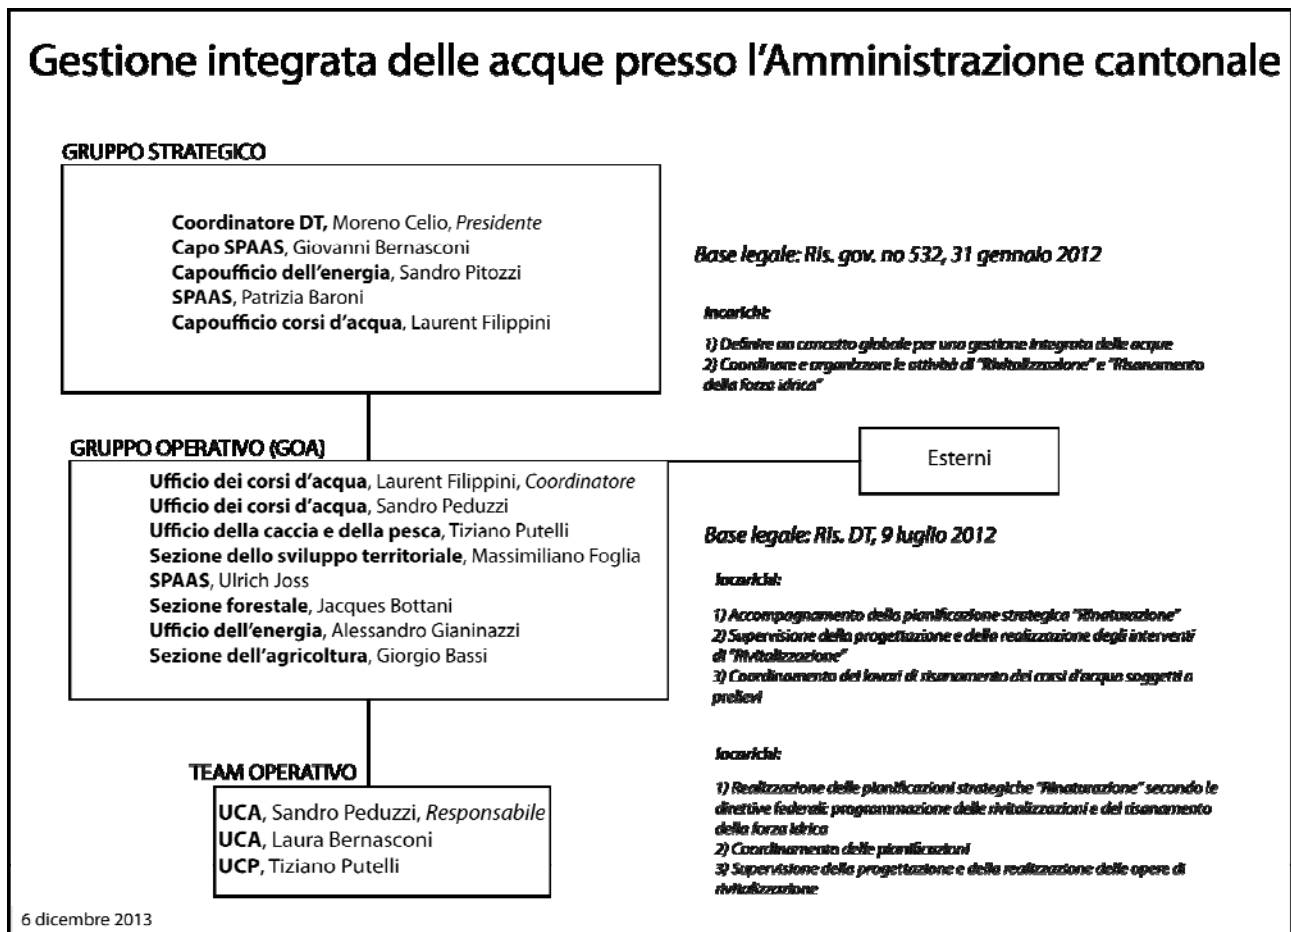 Gestione integrata delle acque presso l'Amministrazione cantonale
GRUPPO STRATEGICO
Coordinatore DT, Moreno Celio, Presidente
Capo SPAAS, Giovanni Bernasconi
Capoufficio dell'energia, Sandro Pitozzi
SPAAS, Patrizia Baroni
Capoufficio corsi d'acqua, Laurent Filippini
Base legale: Ris. gov. no 532, 31 gennaio 2012
Incarichi:
1) Definire un concetto globale per una gestione integrata delle acque
2) Coordinare e organizzare le attività di "Rivitalizzazione" e "Risanamento
della forza idrica"
GRUPPO OPERATIVO (GOA)
Ufficio dei corsi d'acqua, Laurent Filippini, Coordinatore
Ufficio dei corsi d'acqua, Sandro Peduzzi
Ufficio della caccia e della pesca, Tiziano Putelli
Sezione dello sviluppo territoriale, Massimiliano Foglia
SPAAS, Ulrich Joss
Sezione forestale, Jacques Bottani
Ufficio dell'energia, Alessandro Gianinazzi
Sezione dell'agricoltura, Giorgio Bassi
Esterni
Base legale: Ris. DT, 9 luglio 2012
Incarichi:
1) Accompagnamento della pianificazione strategica "Rinaturazione"
2) Supervisione della progettazione e della realizzazione degli interventi
di "Rivitalizzazione"
3) Coordinamento dei lavori di risanamento dei corsi d'acqua soggetti a
prelievi
TEAM OPERATIVO
UCA, Sandro Peduzzi, Responsabile
UCA, Laura Bernasconi
UCP, Tiziano Putelli
Incarichi:
1) Realizzazione delle pianificazioni strategiche "Rinaturazione" secondo le
direttive federali: programmazione delle rivitalizzazioni e del risanamento
della forza idrica
2) Coordinamento delle pianificazioni
3) Supervisione della progettazione e della realizzazione delle opere di
rivitalizzazione
6 dicembre 2013